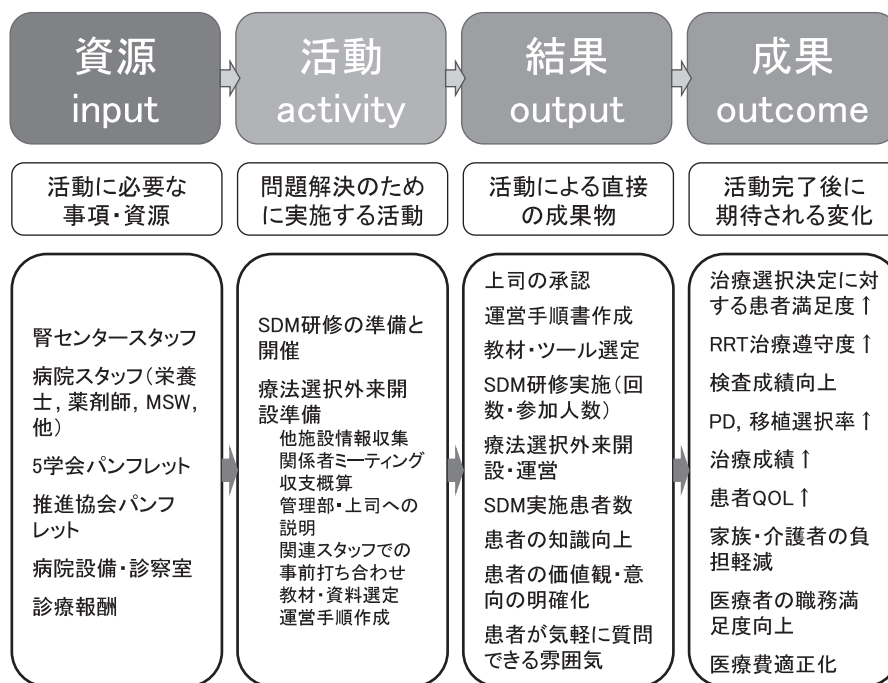 資源
input
活動
activity
結果
output
成果
outcome
活動に必要な
事項・資源
問題解決のため
に実施する活動
活動による直接
の成果物
活動完了後に
期待される変化
腎センタースタッフ
病院スタッフ（栄養
士，薬剤師，MSW，
他）
5学会パンフレット
推進協会パンフ
レット
病院設備・診察室
診療報酬
SDM研修の準備と
開催
療法選択外来開
設準備
他施設情報収集
関係者ミーティング
収支概算
管理部・上司への
説明
関連スタッフでの
事前打ち合わせ
教材・資料選定
運営手順作成
上司の承認
運営手順書作成
教材・ツール選定
SDM研修実施（回
数・参加人数）
療法選択外来開
設・運営
SDM実施患者数
患者の知識向上
患者の価値観・意
向の明確化
患者が気軽に質問
できる雰囲気
治療選択決定に対
する患者満足度↑
RRT治療遵守度↑
検査成績向上
PD，移植選択率↑
治療成績↑
患者QOL↑
家族・介護者の負
担軽減
医療者の職務満
足度向上
医療費適正化